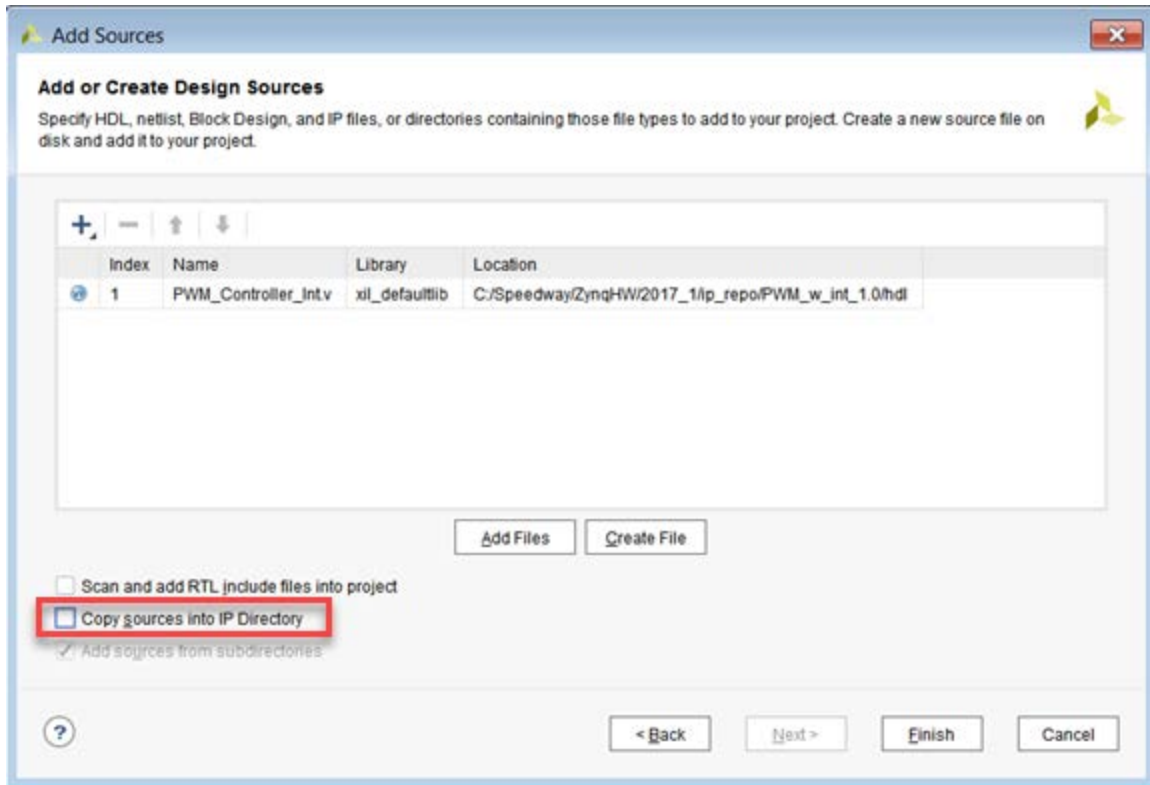 Add Sources
Add or Create Design Sources
Specify HDL, netlist, Block Design, and IP files, or directories containing those file types to add to your project. Create a new source file on
disk and add it to your project.
Index Name Library Location
1 PWM_Controller_Int.v xil_defaultlib C:/Speedway/ZynqHW/2017_1/ip_repo/PWM_w_int_1.0/hdl
Add Files Create File
Scan and add RTL include files into project
Copy sources into IP Directory
Add sources from subdirectories
? < Back Next > Finish Cancel